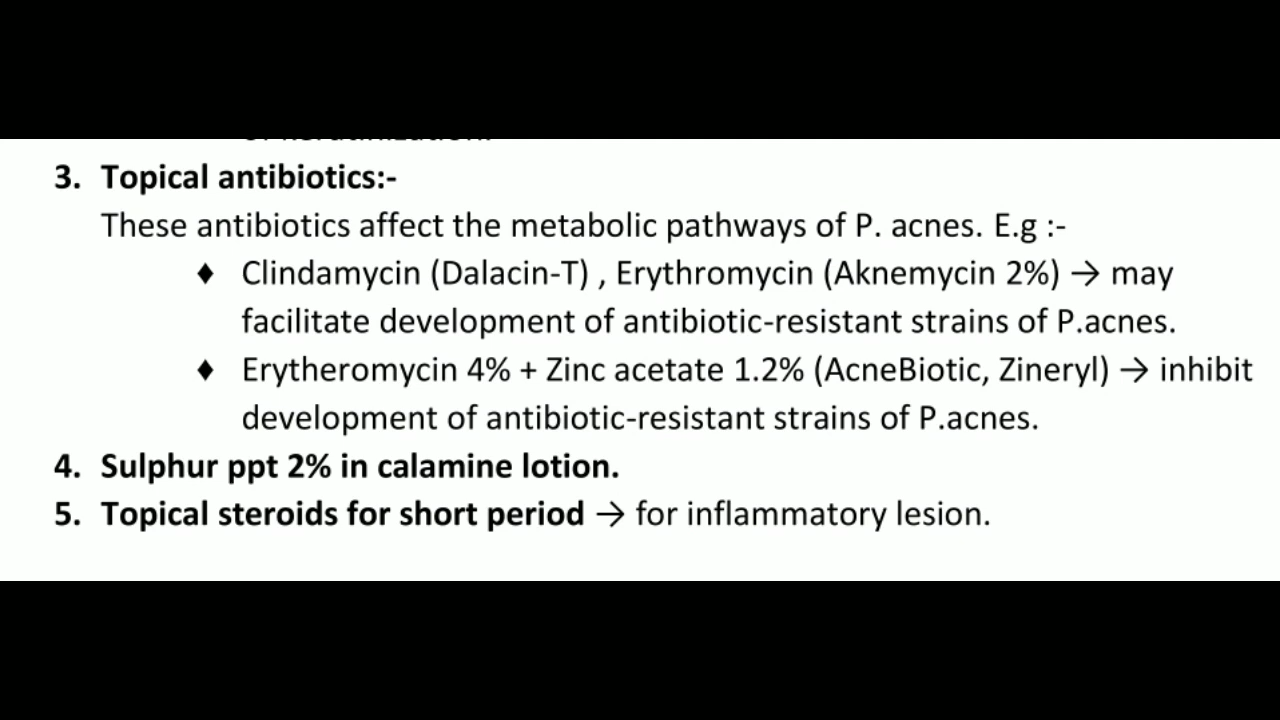 3. Topical antibiotics:-
These antibiotics affect the metabolic pathways of P. acnes. E.g :-
♦ Clindamycin (Dalacin-T) , Erythromycin (Aknemycin 2%) → may
facilitate development of antibiotic-resistant strains of P.acnes.
♦ Erytheromycin 4% + Zinc acetate 1.2% (AcneBiotic, Zineryl) → inhibit
development of antibiotic-resistant strains of P.acnes.
4. Sulphur ppt 2% in calamine lotion.
5. Topical steroids for short period → for inflammatory lesion.